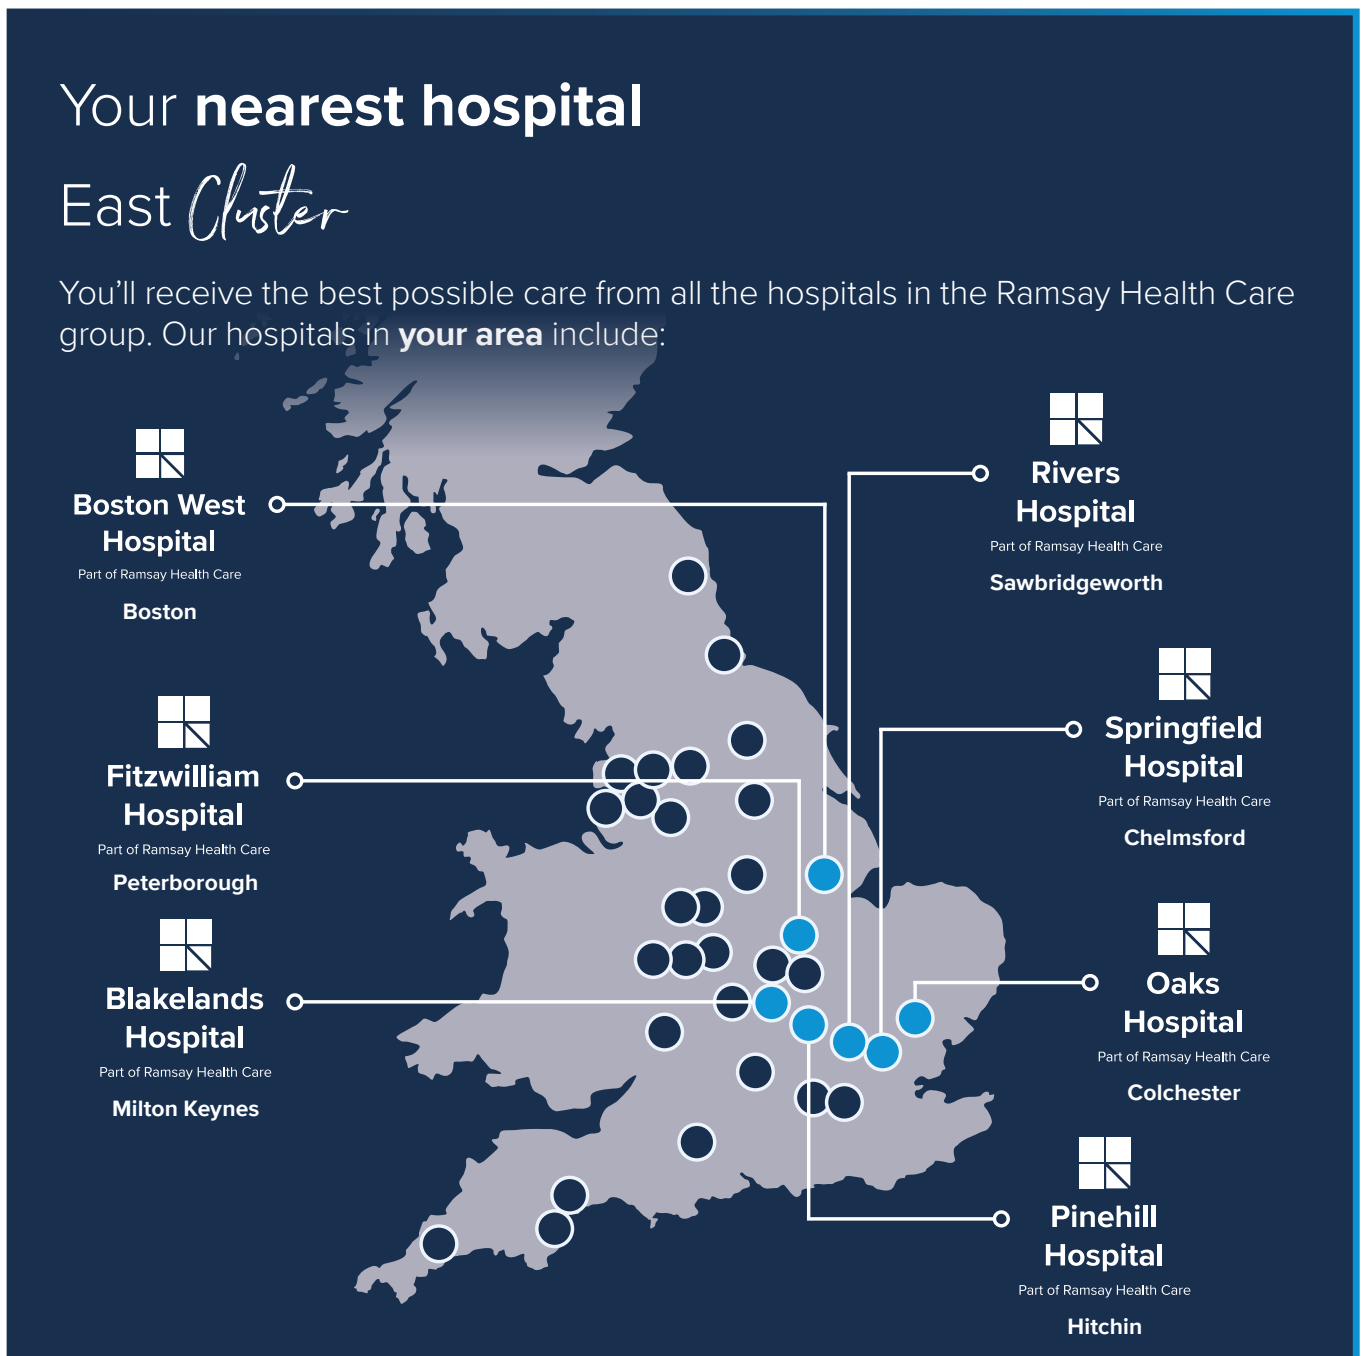 Your nearest hospital
East Cluster
You'll receive the best possible care from all the hospitals in the Ramsay Health Care
group. Our hospitals in your area include:
Boston West
Hospital
Part of Ramsay Health Care
Boston
Fitzwilliam
Hospital
Part of Ramsay Health Care
Peterborough
Blakelands
Hospital
Part of Ramsay Health Care
Milton Keynes
Rivers
Hospital
Part of Ramsay Health Care
Sawbridgeworth
Springfield
Hospital
Part of Ramsay Health Care
Chelmsford
Oaks
Hospital
Part of Ramsay Health Care
Colchester
Pinehill
Hospital
Part of Ramsay Health Care
Hitchin